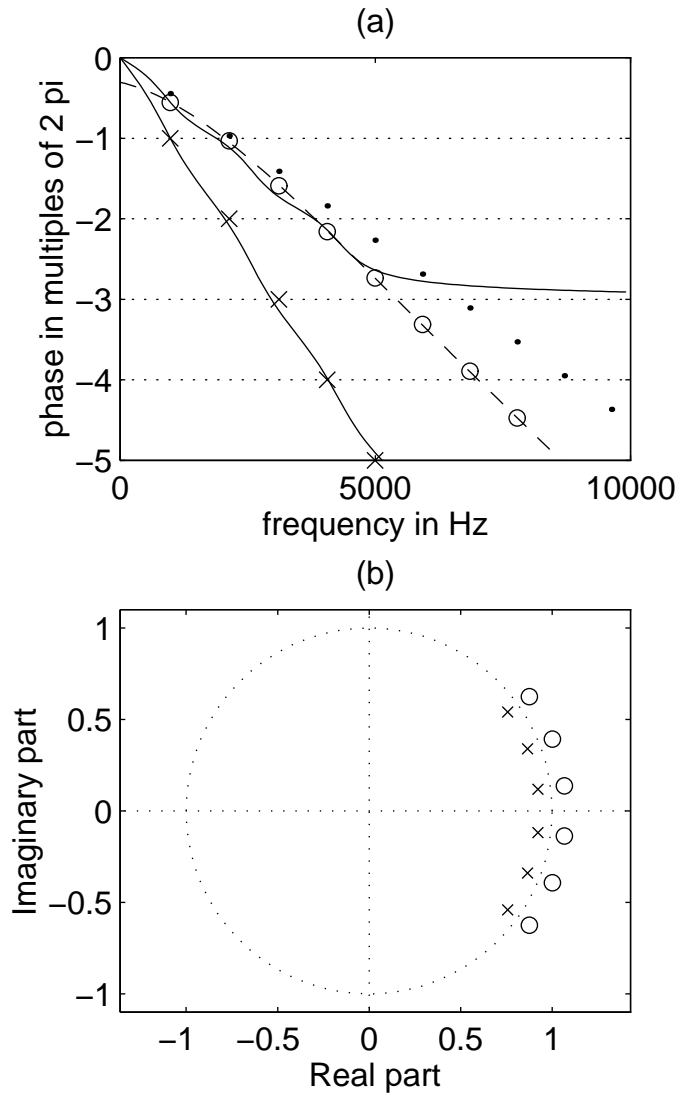 (a)
phase in multiples of 2 pi
0
−1
−2
−3
−4
−5
0 5000 10000
frequency in Hz
(b)
Imaginary part
1
0.5
0
−0.5
−1
−1 −0.5 0 0.5 1
Real part